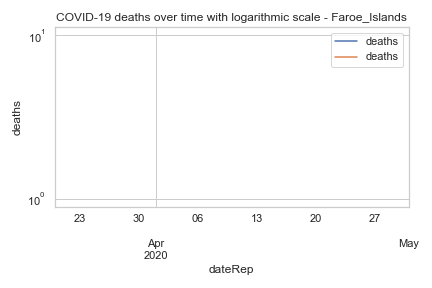 COVID-19 deaths over time with logarithmic scale - Faroe_Islands
10¹
deaths
deaths
deaths
10⁰
23 30 06 13 20 27
Apr May
2020
dateRep